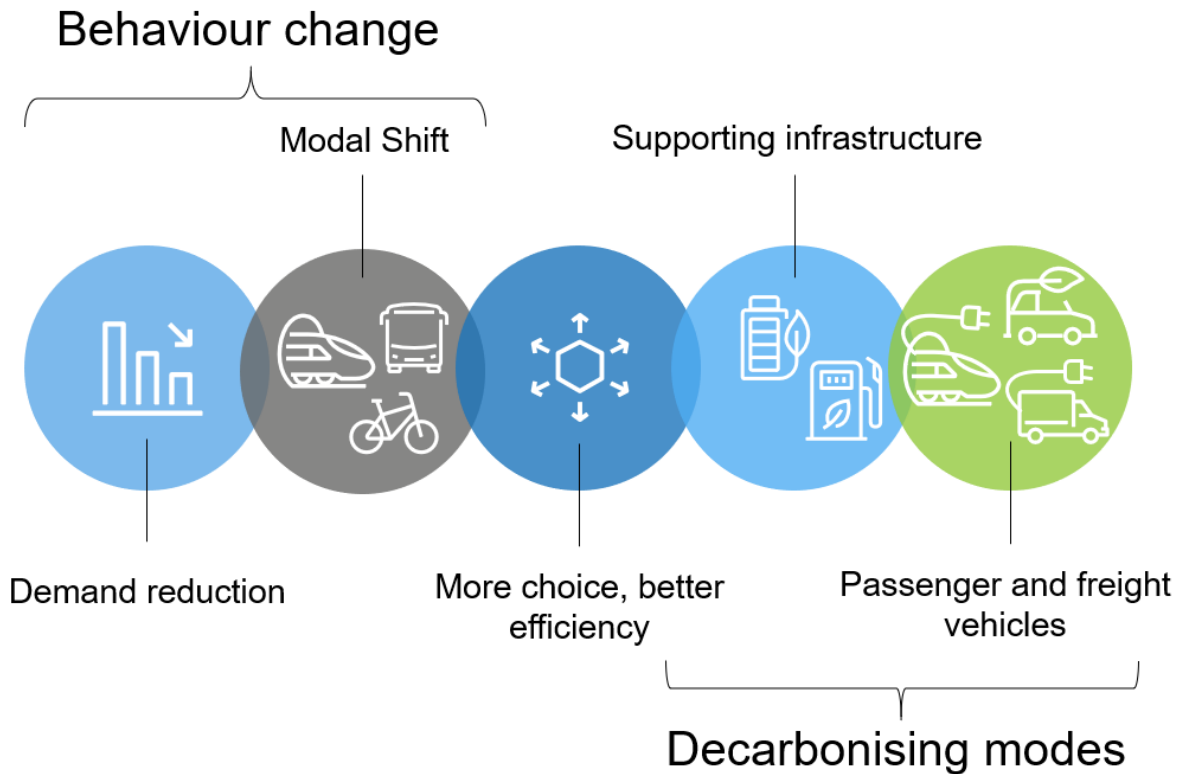 Behaviour change
Modal Shift
Supporting infrastructure
Demand reduction
More choice, better
efficiency
Passenger and freight
vehicles
Decarbonising modes